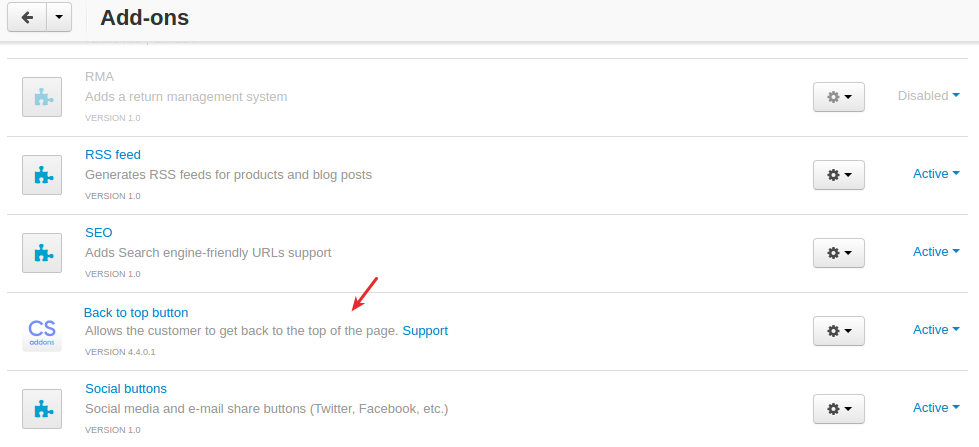 Add-ons
RMA
Adds a return management system
VERSION 1.0
Disabled
RSS feed
Generates RSS feeds for products and blog posts
VERSION 1.0
Active
SEO
Adds Search engine-friendly URLs support
VERSION 1.0
Active
CS
addons
Back to top button
Allows the customer to get back to the top of the page. Support
VERSION 4.4.0.1
Active
Social buttons
Social media and e-mail share buttons (Twitter, Facebook, etc.)
VERSION 1.0
Active